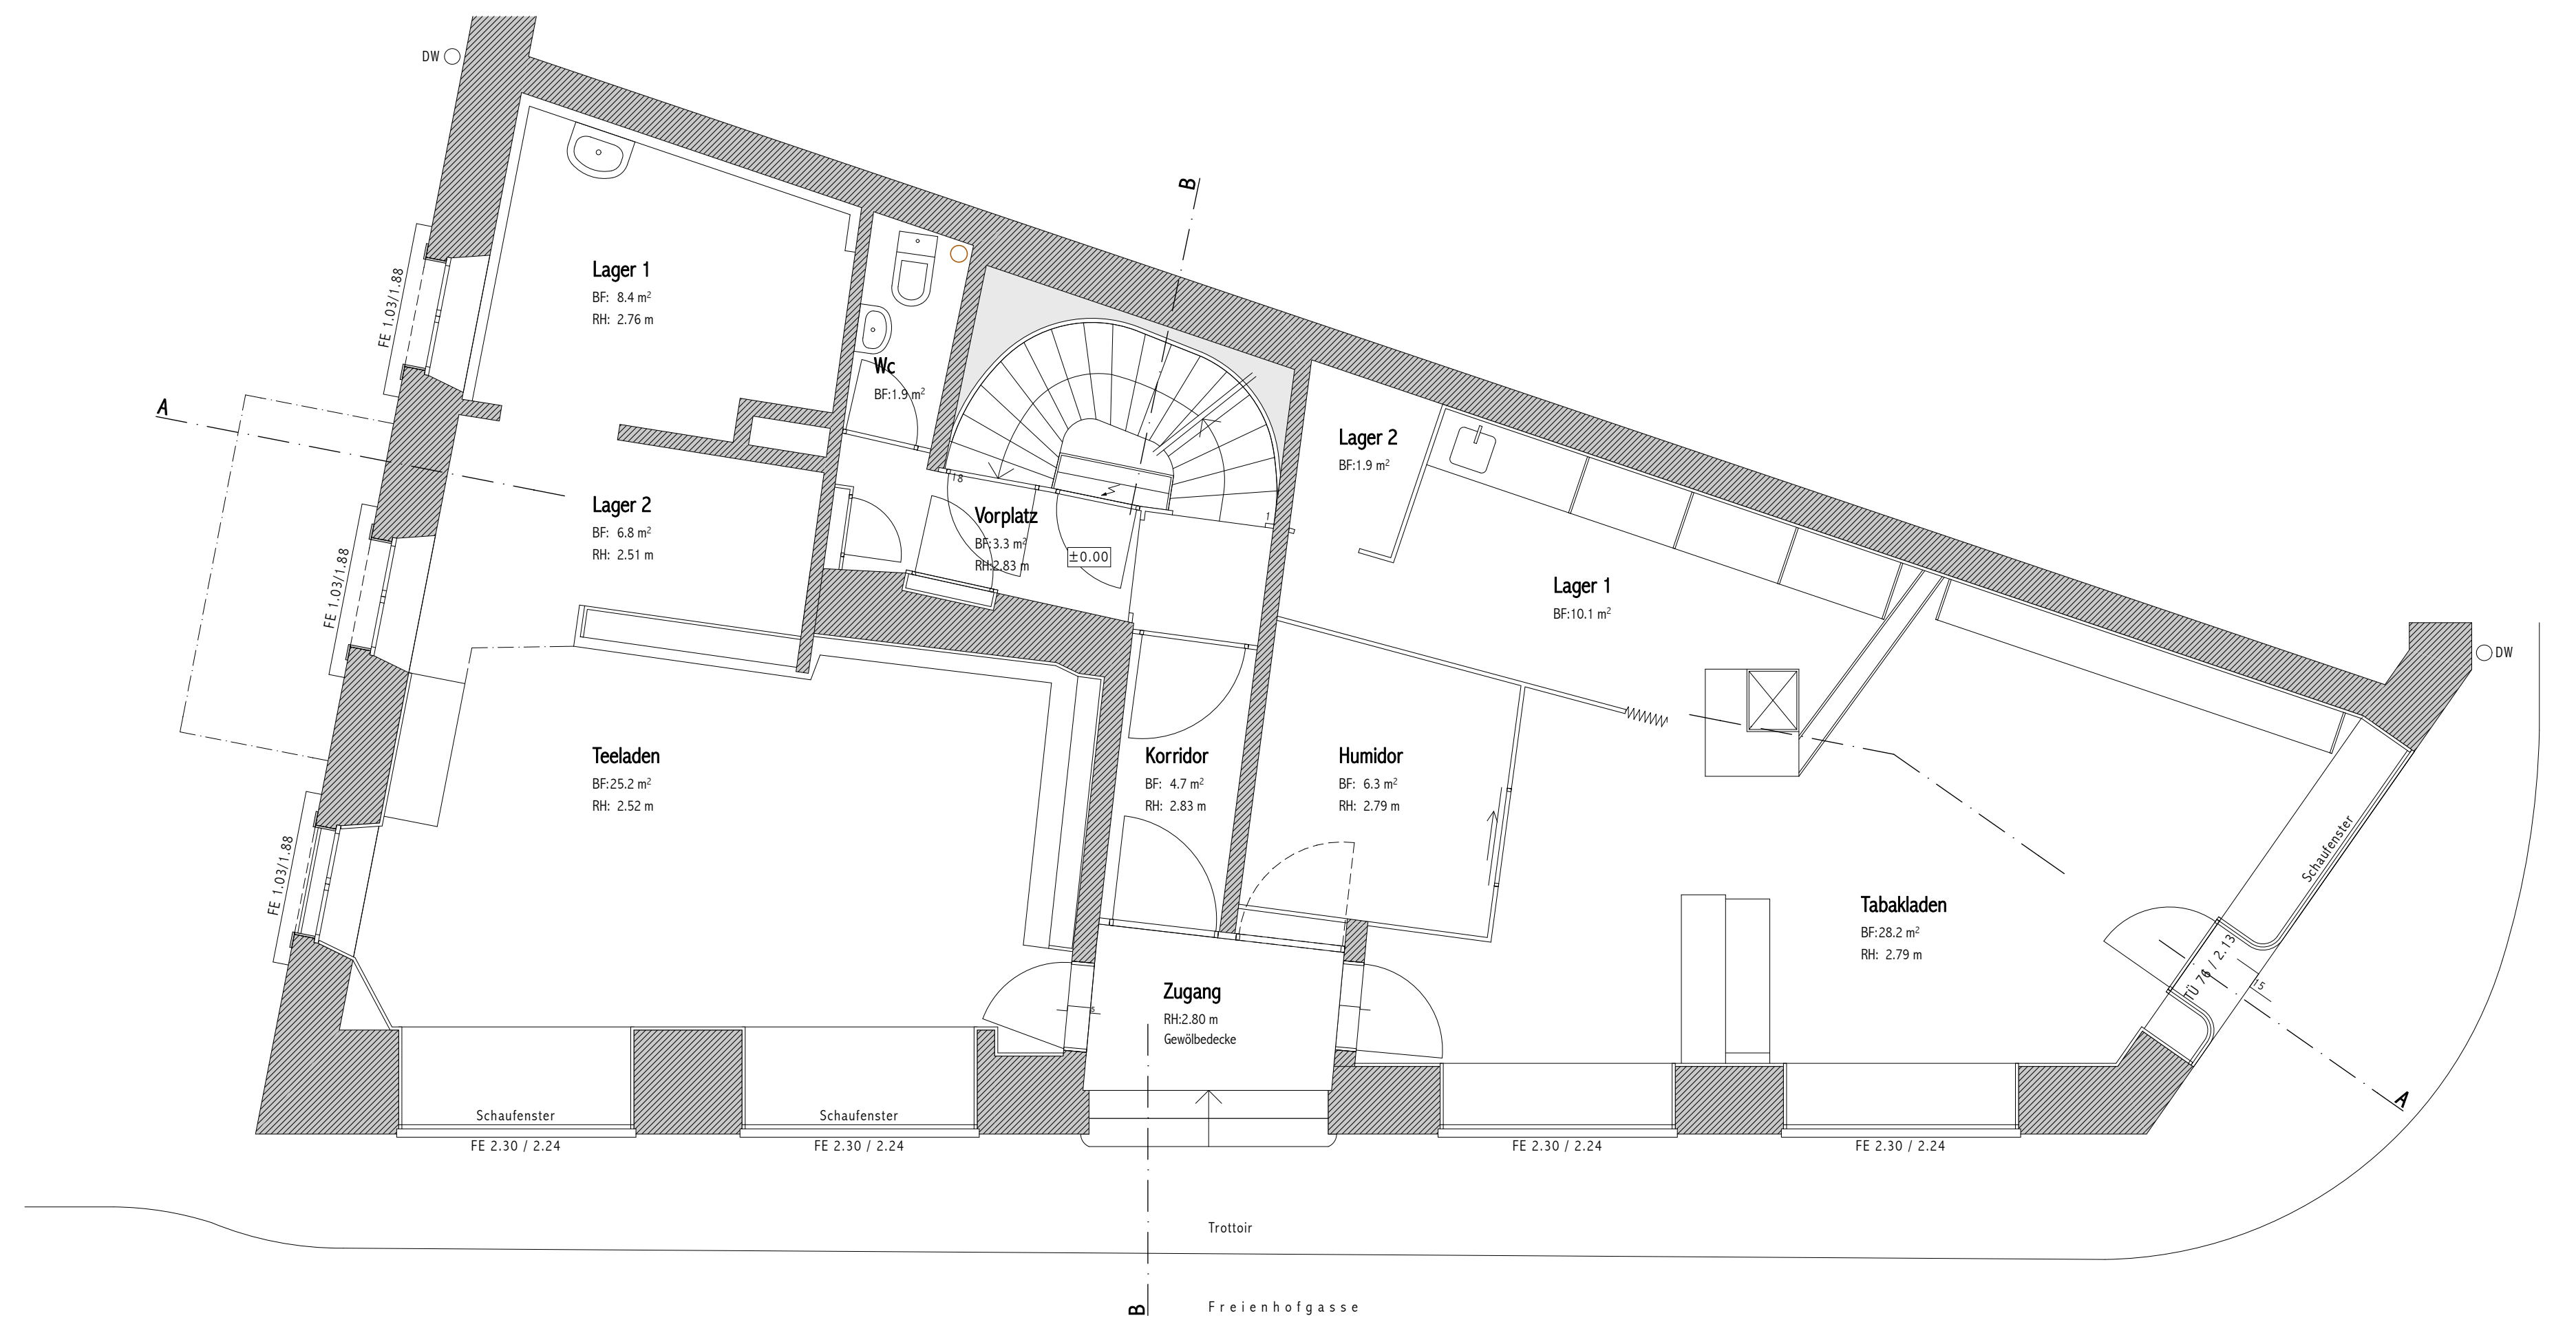 DW
B
Lager 1
BF: 8.4 m²
RH: 2.76 m
FE 1.03/1.88
Wc
BF:1.9 m²
A
Lager 2
BF: 6.8 m²
RH: 2.51 m
FE 1.03/1.88
18
Vorplatz
BF:3.3 m²
RH:2.83 m
±0.00
1
Lager 2
BF:1.9 m²
Lager 1
BF:10.1 m²
DW
Teeladen
BF:25.2 m²
RH: 2.52 m
FE 1.03/1.88
Korridor
BF: 4.7 m²
RH: 2.83 m
Humidor
BF: 6.3 m²
RH: 2.79 m
Schaufenster
Tabakladen
BF:28.2 m²
RH: 2.79 m
TÜ 76 / 2.13
15
A
Zugang
RH:2.80 m
Gewölbedecke
Schaufenster
Schaufenster
FE 2.30 / 2.24
FE 2.30 / 2.24
FE 2.30 / 2.24
FE 2.30 / 2.24
Trottoir
B
Freienhofgasse